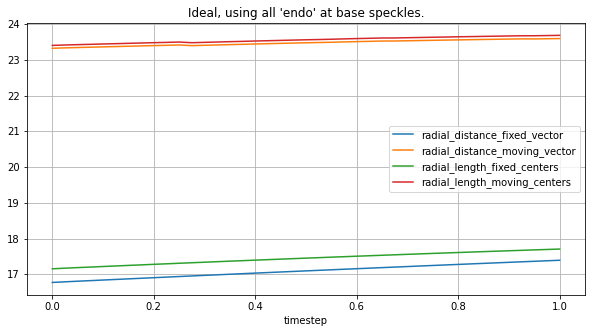 Ideal, using all 'endo' at base speckles.
24
23
22
21
20
19
18
17
radial_distance_fixed_vector
radial_distance_moving_vector
radial_length_fixed_centers
radial_length_moving_centers
0.0 0.2 0.4 0.6 0.8 1.0
timestep